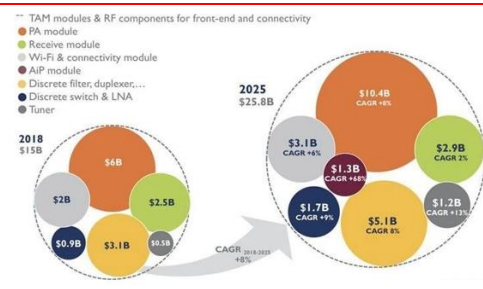 TAM modules & RF components for front-end and connectivity
PA module
Receive module
Wi-Fi & connectivity module
AiP module
Discrete filter, duplexer,...
Discrete switch & LNA
Tuner
2018
$15B
$6B
$2B
$2.5B
$0.9B
$3.1B
$0.5B
CAGR 2018-2025
+8%
2025
$25.8B
$10.4B
CAGR +8%
$3.1B
CAGR +6%
$2.9B
CAGR 2%
$1.3B
CAGR +68%
$1.7B
CAGR +9%
$1.2B
CAGR +13%
$5.1B
CAGR 8%